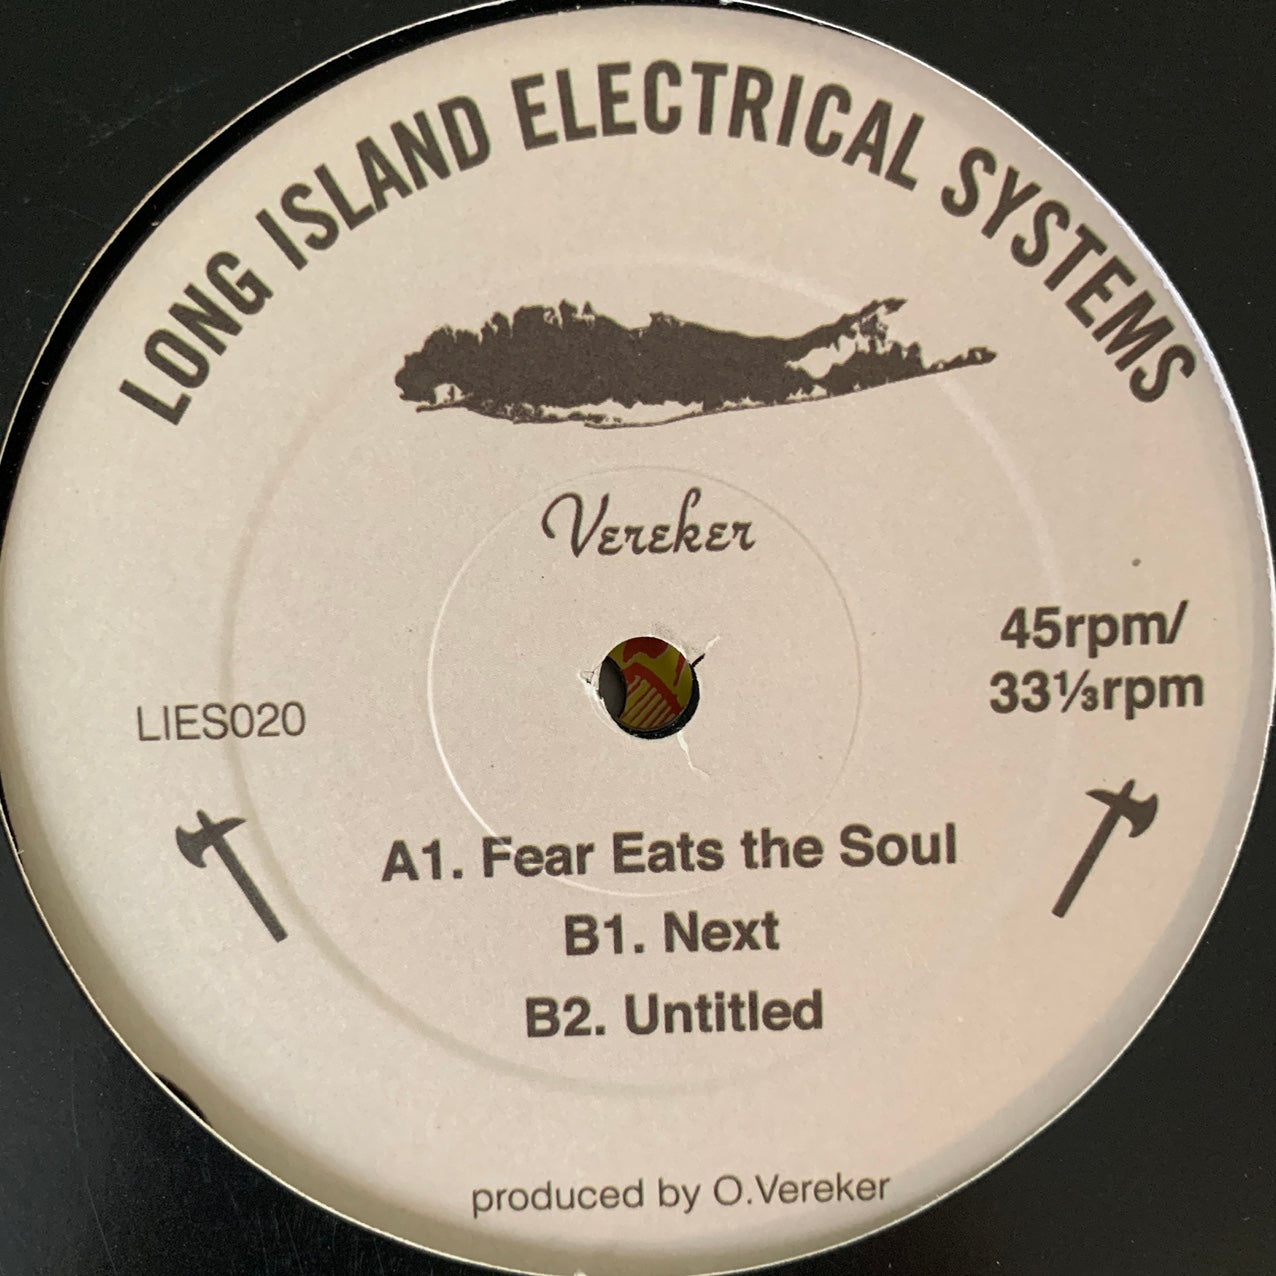 LONG ISLAND ELECTRICAL SYSTEMS
Vereker
45rpm/
33⅓rpm
LIES020
A1. Fear Eats the Soul
B1. Next
B2. Untitled
produced by O.Vereker